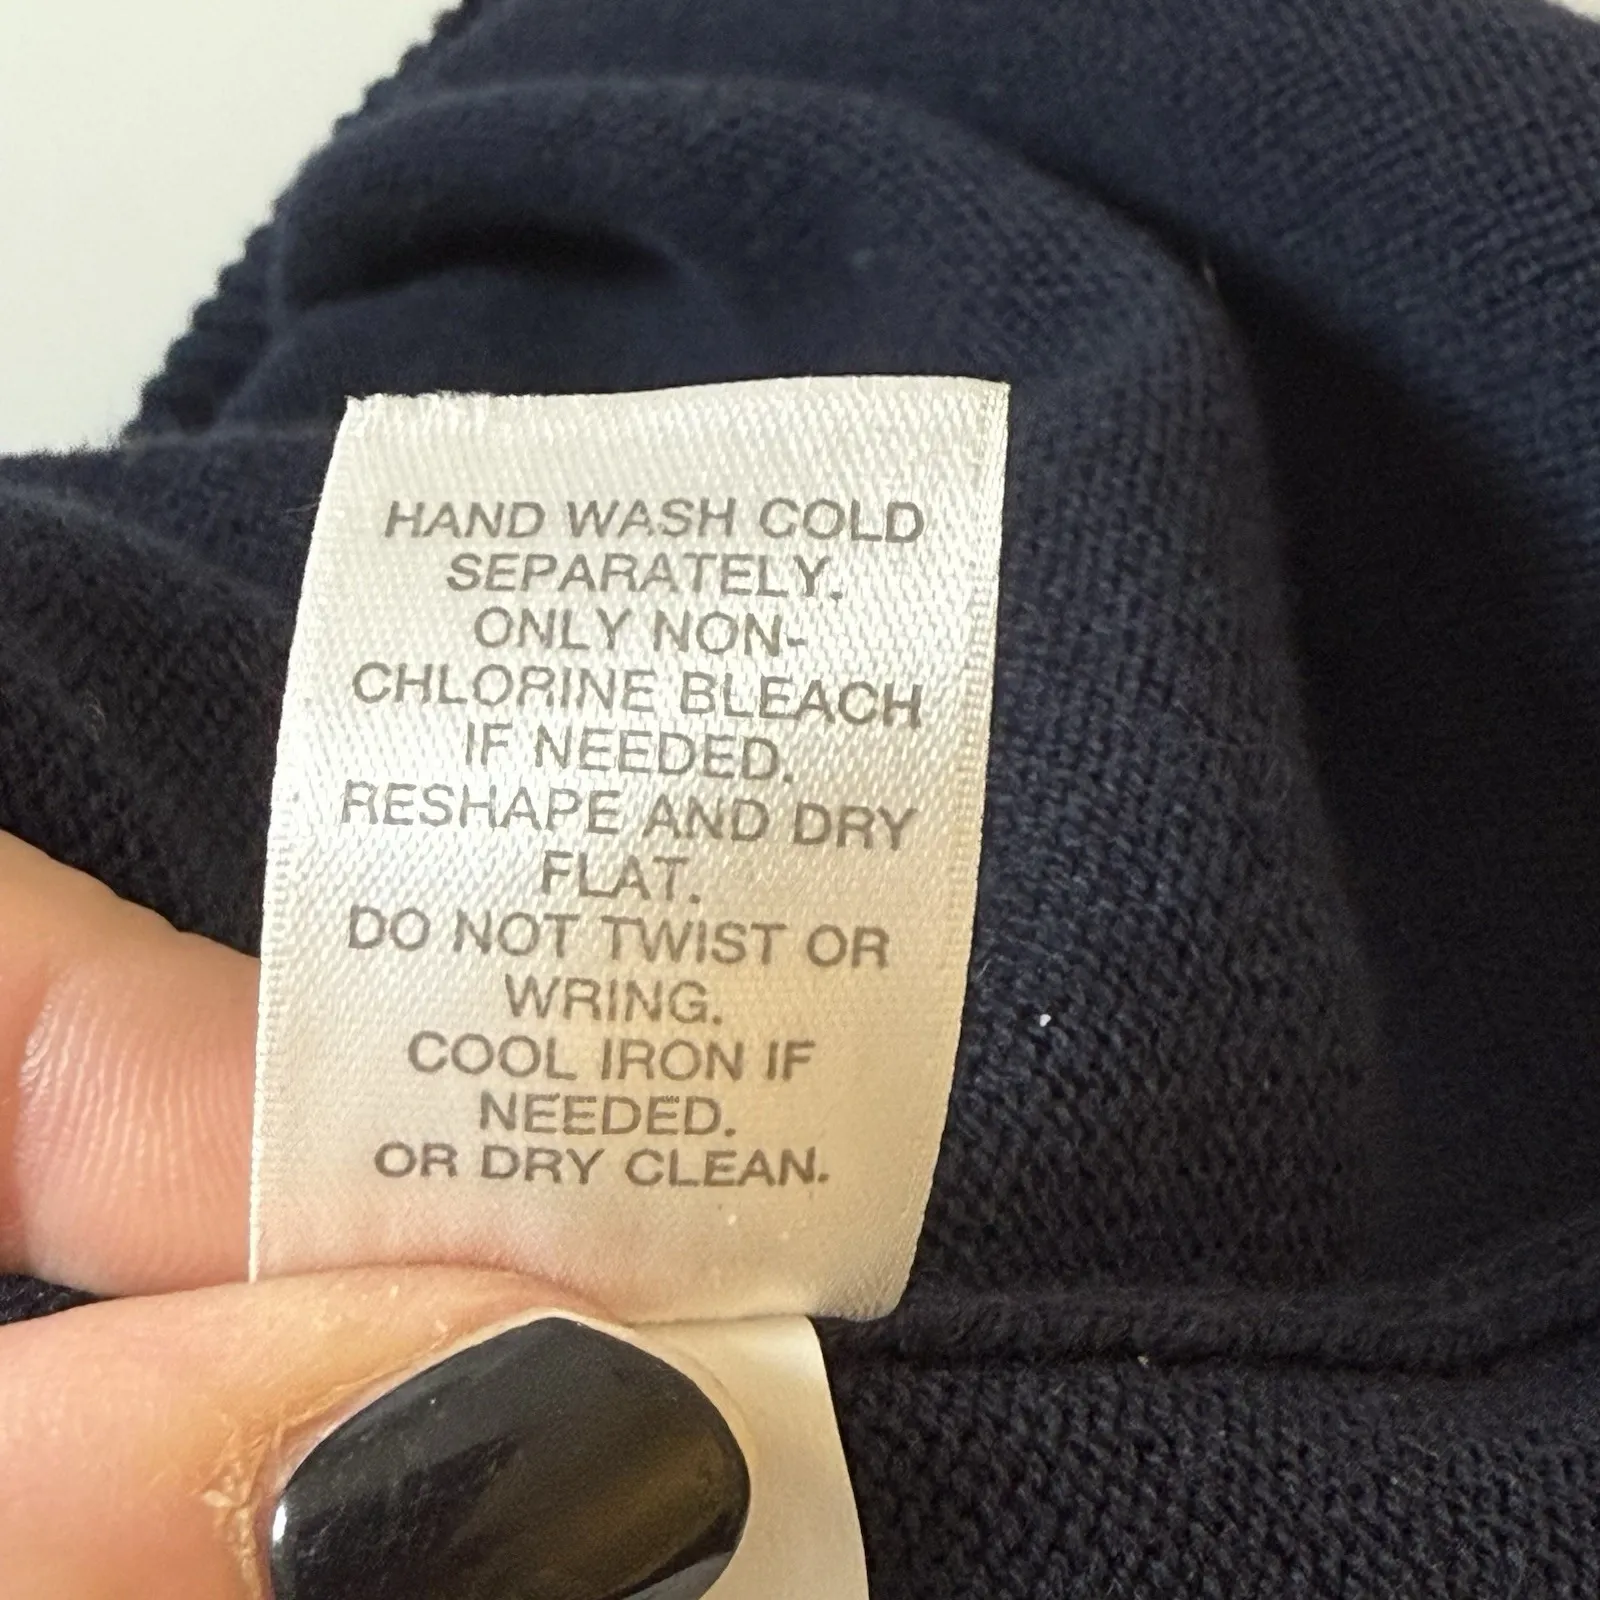 HAND WASH COLD
SEPARATELY.
ONLY NON-
CHLORINE BLEACH
IF NEEDED.
RESHAPE AND DRY
FLAT.
DO NOT TWIST OR
WRING.
COOL IRON IF
NEEDED.
OR DRY CLEAN.